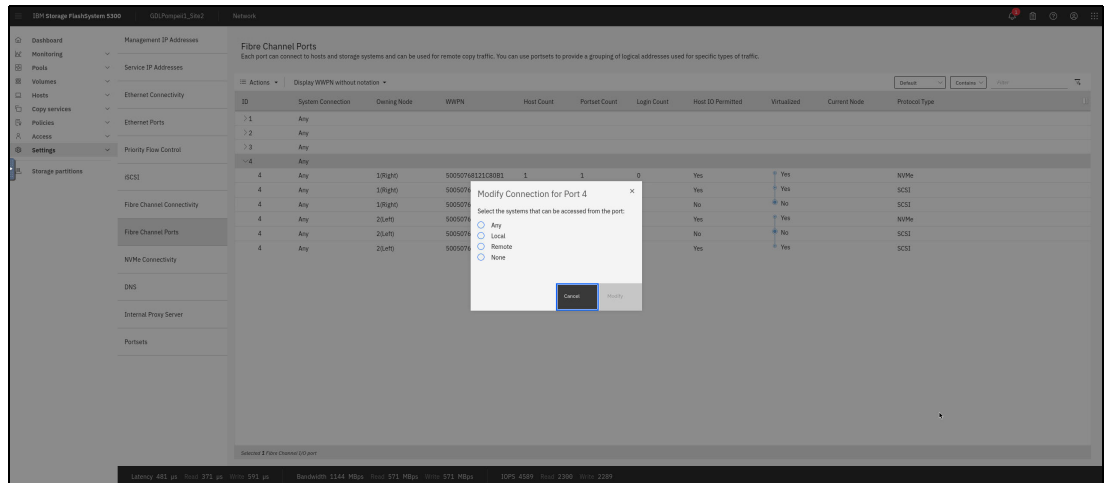 IBM Storage FlashSystem 5300 GDLPompeii1_Site2 Network
Dashboard
Monitoring
Pools
Volumes
Hosts
Copy services
Policies
Access
Settings
Storage partitions
Management IP Addresses
Service IP Addresses
Ethernet Connectivity
Ethernet Ports
Priority Flow Control
iSCSI
Fibre Channel Connectivity
Fibre Channel Ports
NVMe Connectivity
DNS
Internal Proxy Server
Portsets
Fibre Channel Ports
Each port can connect to hosts and storage systems and can be used for remote copy traffic. You can use portsets to provide a grouping of logical addresses used for specific types of traffic.
Actions Display WWPN without notation Default Contains Filter
ID System Connection Owning Node WWPN Host Count Portset Count Login Count Host IO Permitted Virtualized Current Node Protocol Type
1 Any
2 Any
3 Any
4 Any
4 Any 1(Right) 50050768121C80B1 1 1 0 Yes Yes NVMe
4 Any 1(Right) 5005076 Yes Yes SCSI
4 Any 1(Right) 5005076 No No SCSI
4 Any 2(Left) 5005076 Yes Yes NVMe
4 Any 2(Left) 5005076 No No SCSI
4 Any 2(Left) 5005076 Yes Yes SCSI
Modify Connection for Port 4
Select the systems that can be accessed from the port:
Any
Local
Remote
None
Cancel Modify
Selected 1 Fibre Channel I/O port
Latency 481 µs Read 371 µs Write 591 µs Bandwidth 1144 MBps Read 571 MBps Write 571 MBps IOPS 4589 Read 2300 Write 2289